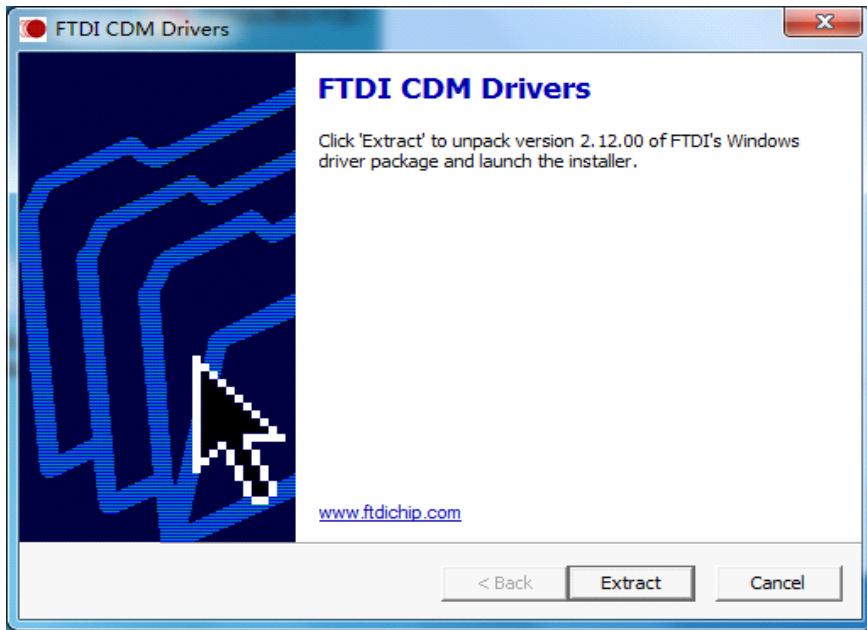 FTDI CDM Drivers
FTDI CDM Drivers
Click 'Extract' to unpack version 2.12.00 of FTDI's Windows
driver package and launch the installer.
www.ftdichip.com
< Back
Extract
Cancel